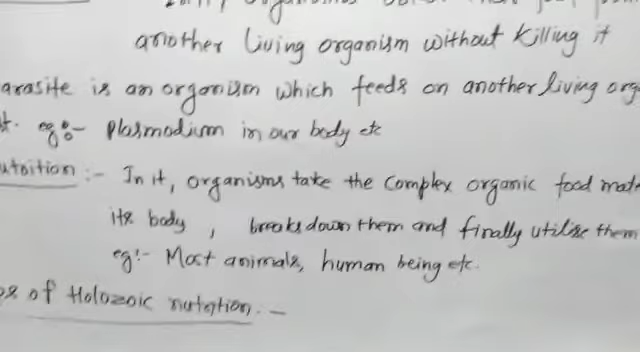 another living organism without killing it
arasite is an organism which feeds on another living org
eg:- Plasmodium in our body etc
utrition :- In it, organisms take the complex organic food mate
its body, breaks down them and finally utilise them
eg:- Most animals, human being etc.
of Holozoic nutrition. -